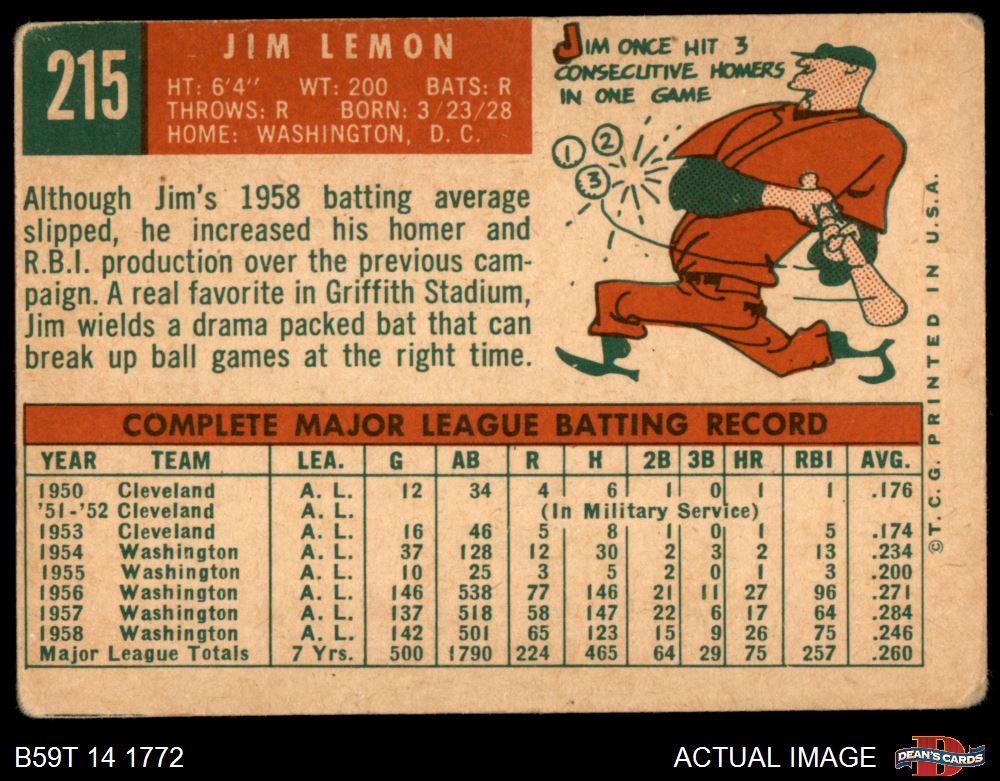 215
JIM LEMON
HT: 6'4" WT: 200 BATS: R
THROWS: R BORN: 3/23/28
HOME: WASHINGTON, D. C.
JIM ONCE HIT 3
CONSECUTIVE HOMERS
IN ONE GAME
1 2
3
Although Jim's 1958 batting average
slipped, he increased his homer and
R.B.I. production over the previous cam-
paign. A real favorite in Griffith Stadium,
Jim wields a drama packed bat that can
break up ball games at the right time.
COMPLETE MAJOR LEAGUE BATTING RECORD
YEAR TEAM LEA. G AB R H 2B 3B HR RBI AVG.
1950 Cleveland A. L. 12 34 4 6 1 0 1 1 .176
'51-'52 Cleveland A. L. (In Military Service)
1953 Cleveland A. L. 16 46 5 8 1 0 1 5 .174
1954 Washington A. L. 37 128 12 30 2 3 2 13 .234
1955 Washington A. L. 10 25 3 5 2 0 1 3 .200
1956 Washington A. L. 146 538 77 146 21 11 27 96 .271
1957 Washington A. L. 137 518 58 147 22 6 17 64 .284
1958 Washington A. L. 142 501 65 123 15 9 26 75 .246
Major League Totals 7 Yrs. 500 1790 224 465 64 29 75 257 .260
© T. C. G. PRINTED IN U.S.A.
B59T 14 1772
ACTUAL IMAGE
DEAN'S CARDS